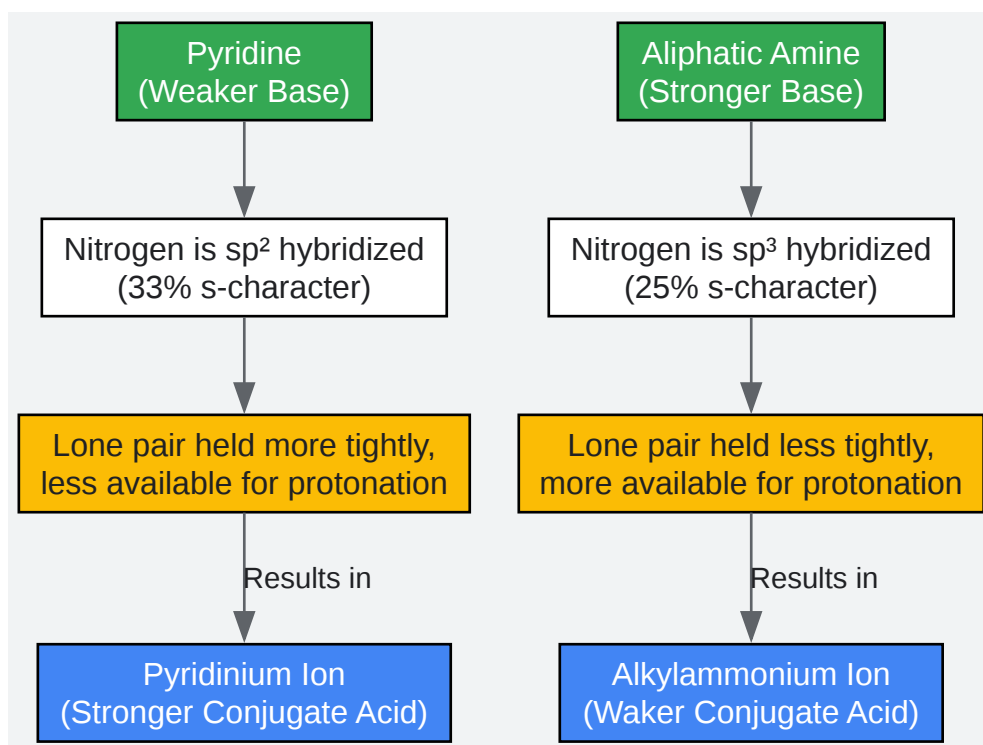 Pyridine
(Weaker Base)
Nitrogen is sp² hybridized
(33% s-character)
Lone pair held more tightly,
less available for protonation
Results in
Pyridinium Ion
(Stronger Conjugate Acid)
Aliphatic Amine
(Stronger Base)
Nitrogen is sp³ hybridized
(25% s-character)
Lone pair held less tightly,
more available for protonation
Results in
Alkylammonium Ion
(Waker Conjugate Acid)